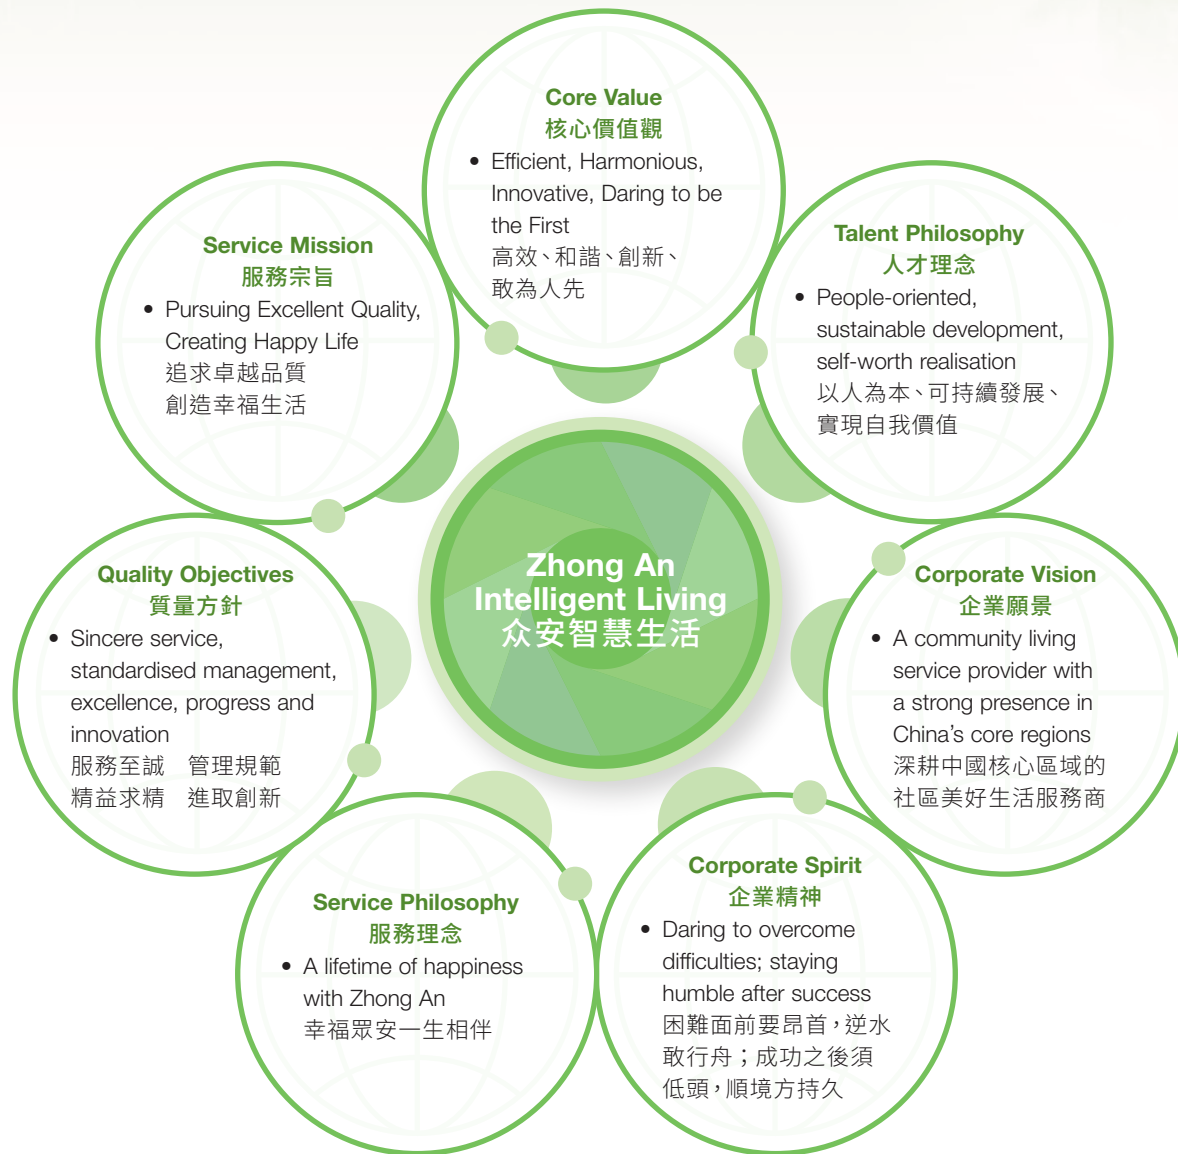 Core Value
核心價值觀
• Efficient, Harmonious,
Innovative, Daring to be
the First
高效、和諧、創新、
敢為人先
Talent Philosophy
人才理念
• People-oriented,
sustainable development,
self-worth realisation
以人為本、可持續發展、
實現自我價值
Corporate Vision
企業願景
• A community living
service provider with
a strong presence in
China's core regions
深耕中國核心區域的
社區美好生活服務商
Corporate Spirit
企業精神
• Daring to overcome
difficulties; staying
humble after success
困難面前要昂首，逆水
敢行舟；成功之後須
低頭，順境方持久
Service Philosophy
服務理念
• A lifetime of happiness
with Zhong An
幸福眾安一生相伴
Quality Objectives
質量方針
• Sincere service,
standardised management,
excellence, progress and
innovation
服務至誠　管理規範
精益求精　進取創新
Service Mission
服務宗旨
• Pursuing Excellent Quality,
Creating Happy Life
追求卓越品質
創造幸福生活
Zhong An
Intelligent Living
众安智慧生活